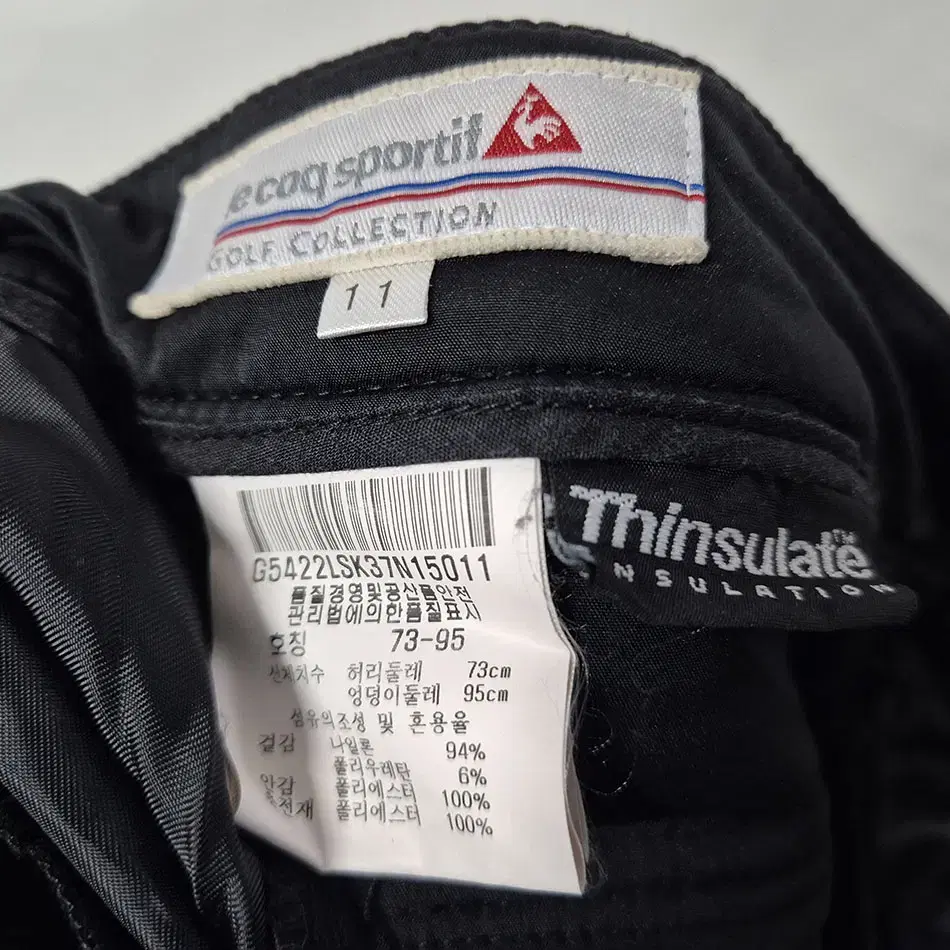 le coq sportif
GOLF COLLECTION
11
Thinsulate™
INSULATION
G5422LSK37N15011
품질경영및공산품안전
관리법에의한품질표시
호칭 73-95
신체치수 허리둘레 73cm
엉덩이둘레 95cm
섬유의조성 및 혼용율
겉감 나일론 94%
폴리우레탄 6%
안감 폴리에스터 100%
충전재 폴리에스터 100%